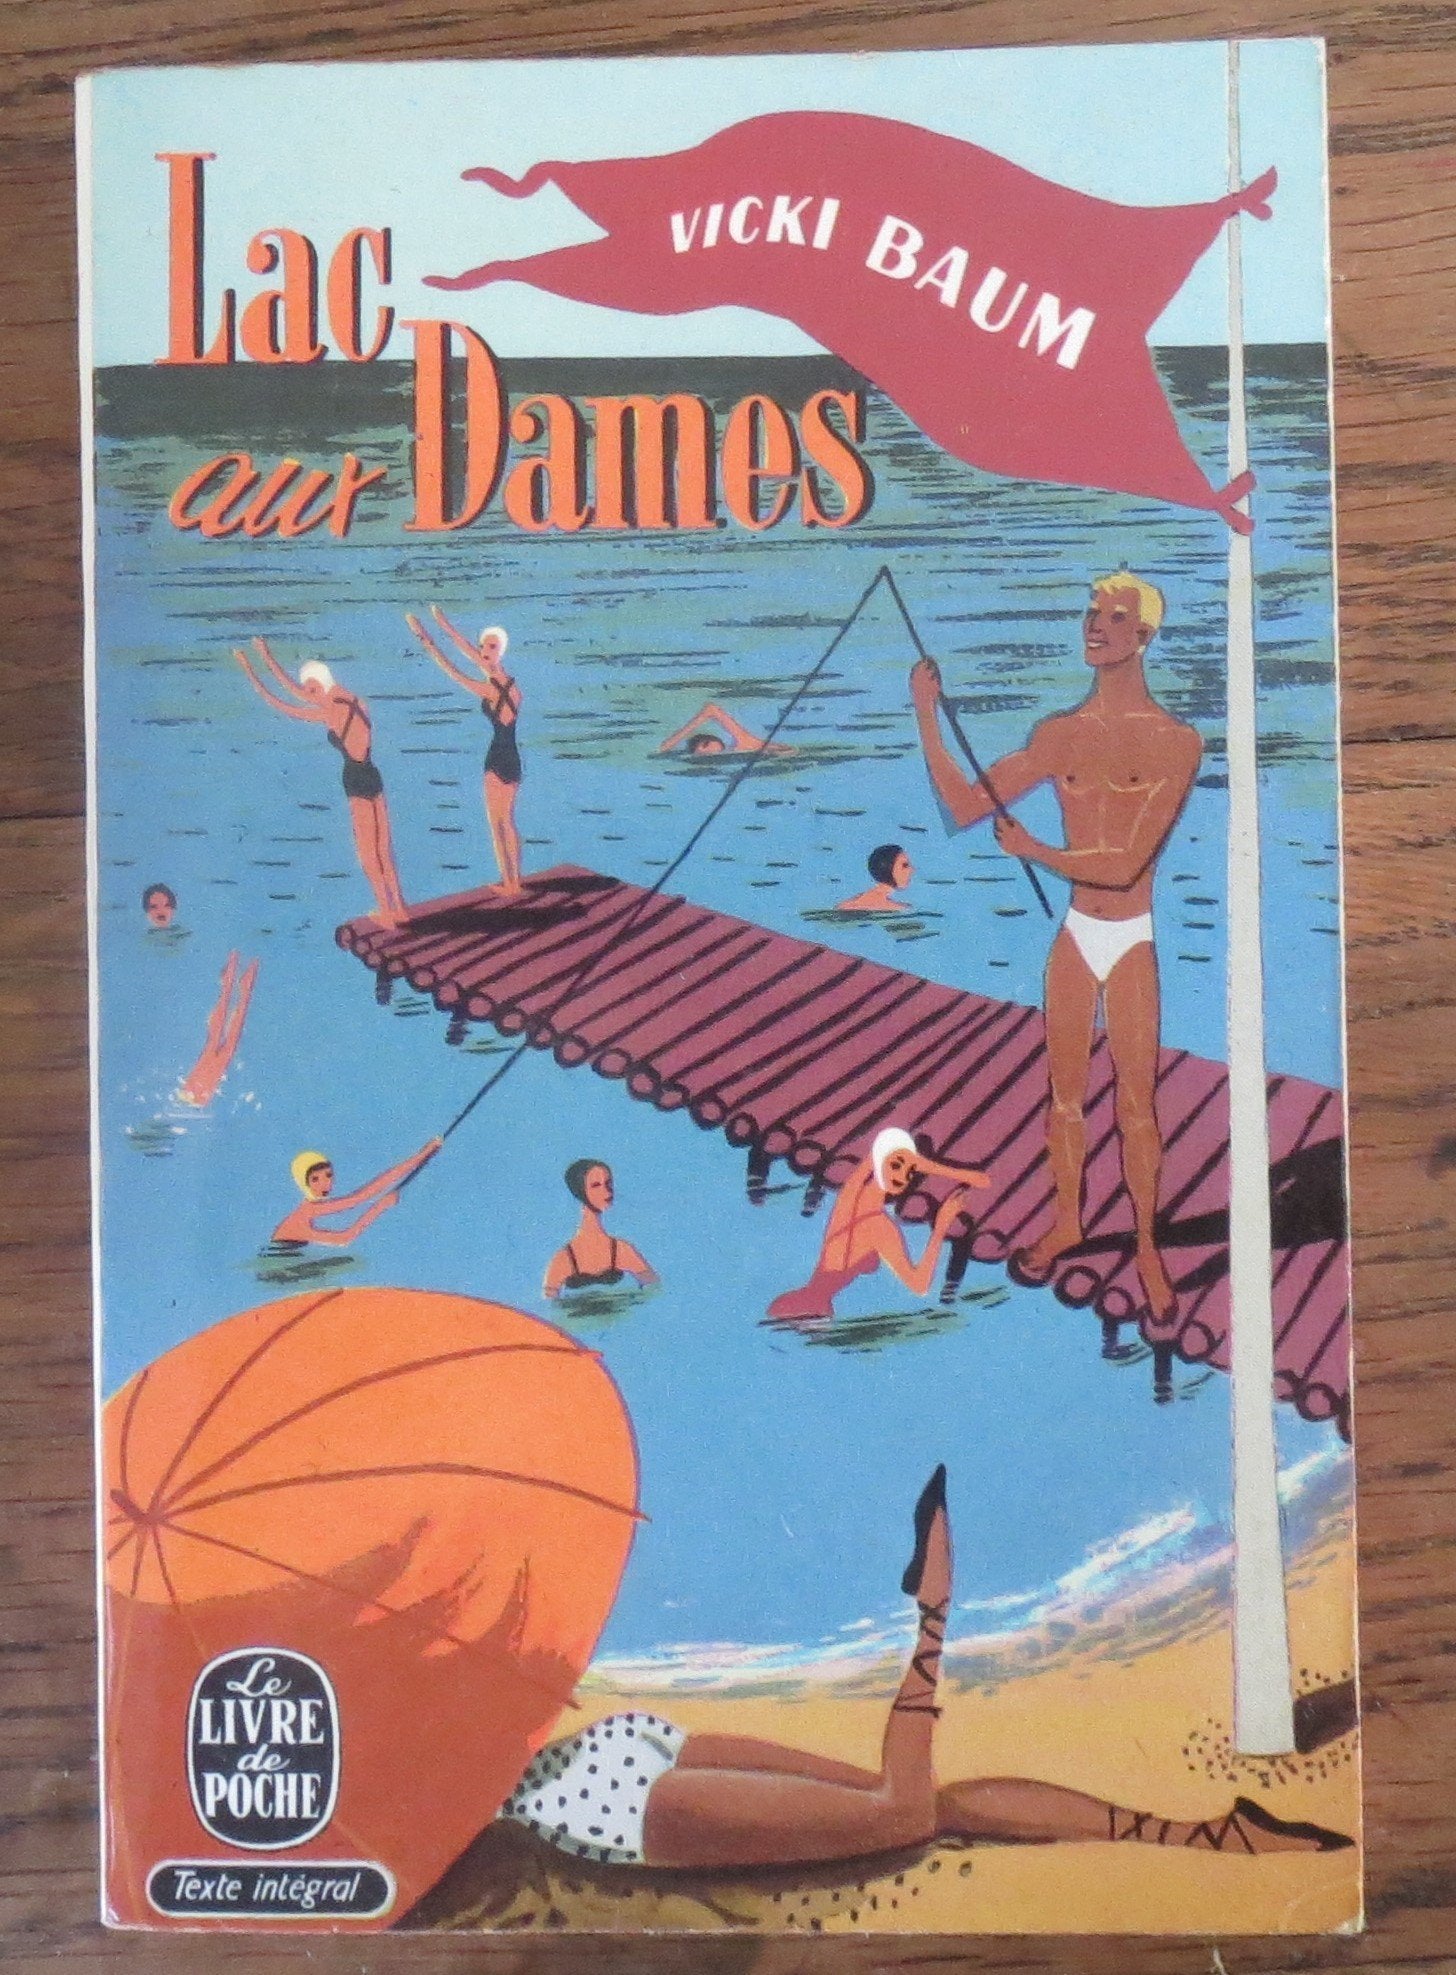 VICKI BAUM
Lac
aux Dames
Le
LIVRE
de
POCHE
Texte intégral